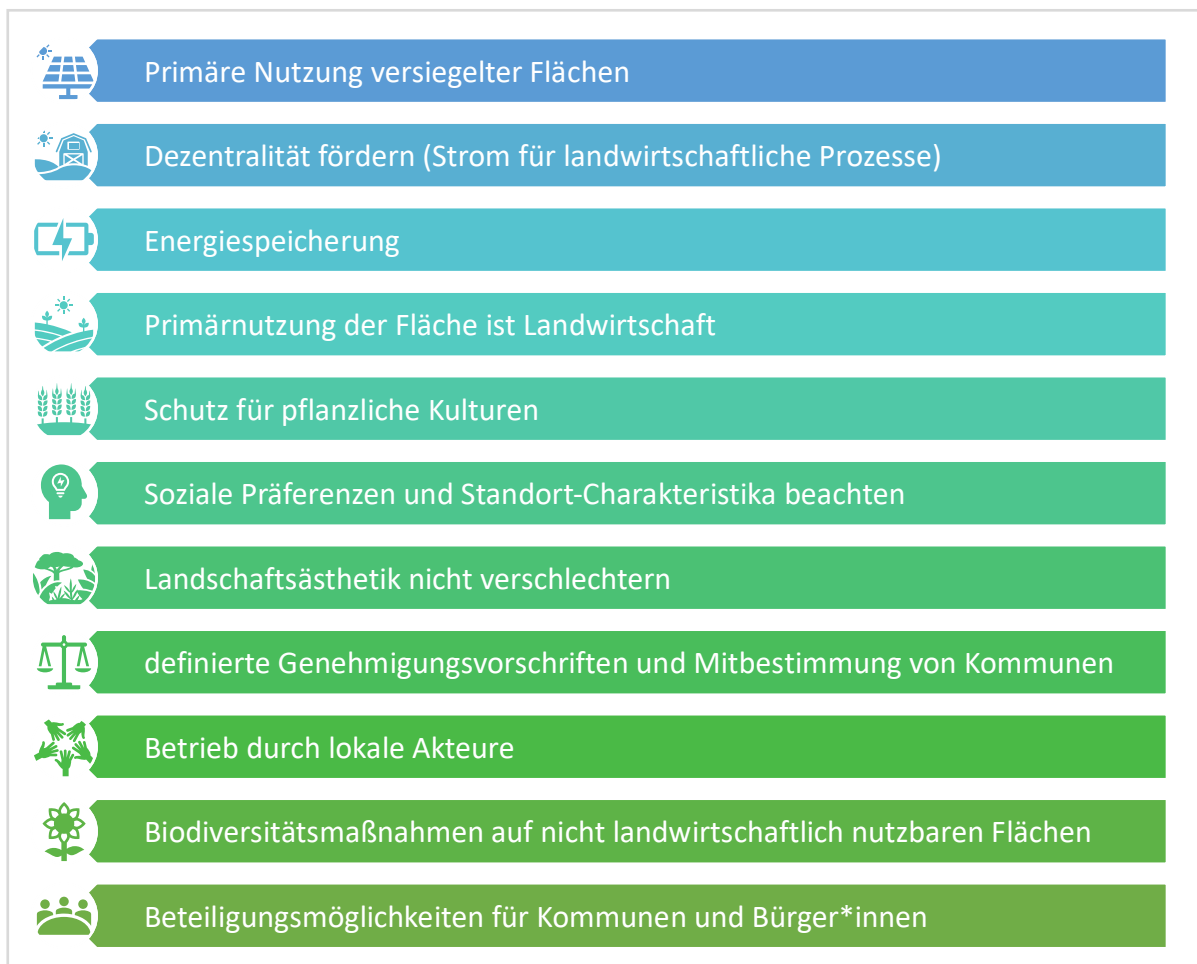 Primäre Nutzung versiegelter Flächen
Dezentralität fördern (Strom für landwirtschaftliche Prozesse)
Energiespeicherung
Primärnutzung der Fläche ist Landwirtschaft
Schutz für pflanzliche Kulturen
Soziale Präferenzen und Standort-Charakteristika beachten
Landschaftsästhetik nicht verschlechtern
definierte Genehmigungsvorschriften und Mitbestimmung von Kommunen
Betrieb durch lokale Akteure
Biodiversitätsmaßnahmen auf nicht landwirtschaftlich nutzbaren Flächen
Beteiligungsmöglichkeiten für Kommunen und Bürger*innen